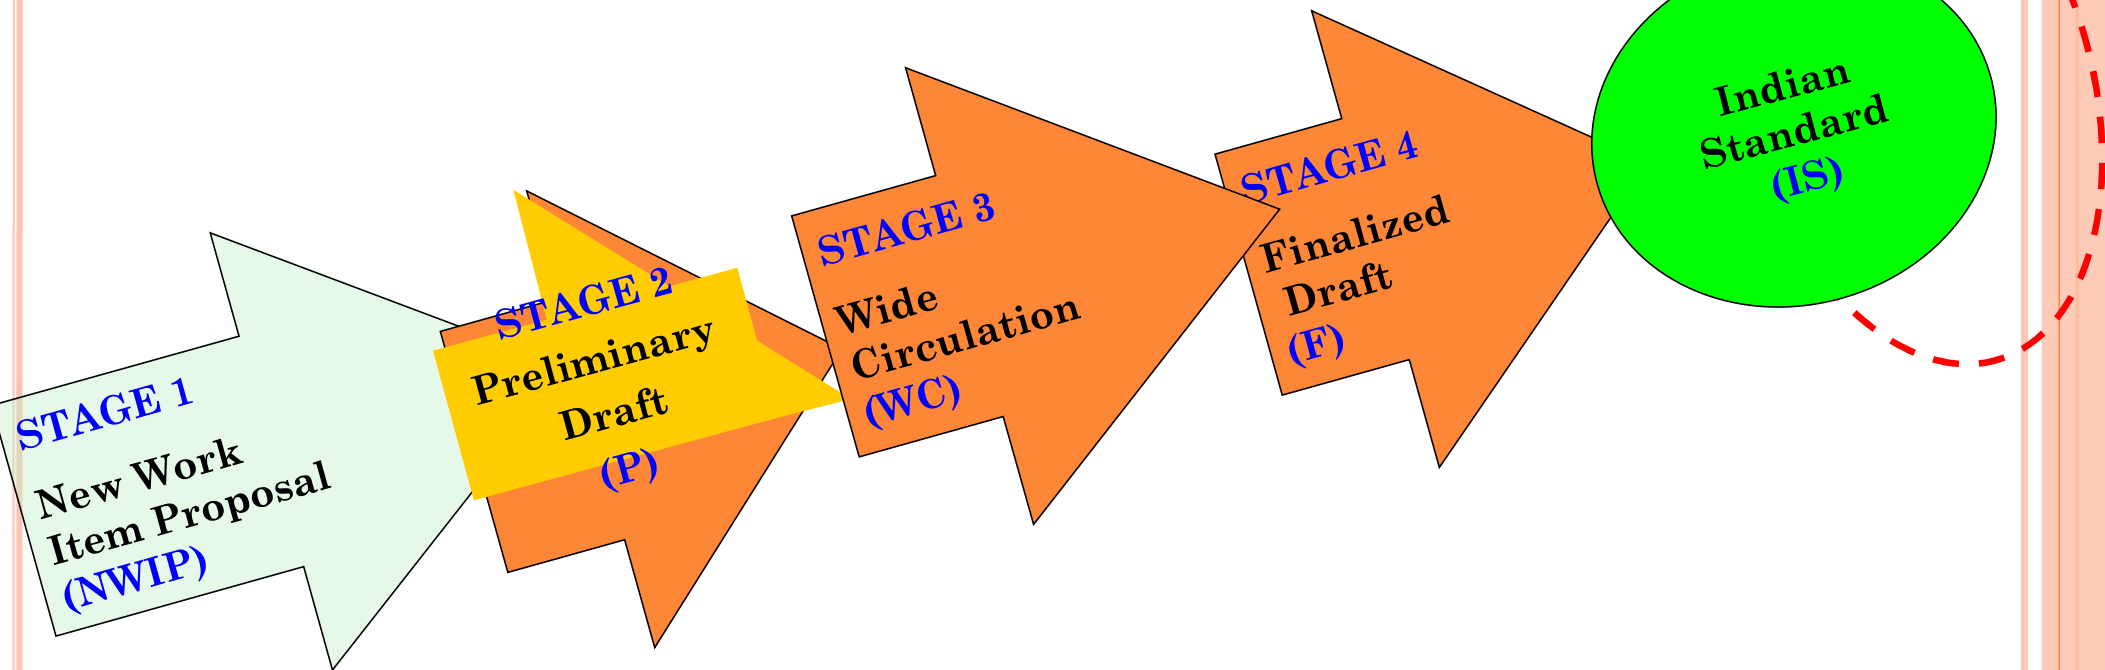 STAGE 1
New Work
Item Proposal
(NWIP)
STAGE 2
Preliminary
Draft
(P)
STAGE 3
Wide
Circulation
(WC)
STAGE 4
Finalized
Draft
(F)
Indian
Standard
(IS)